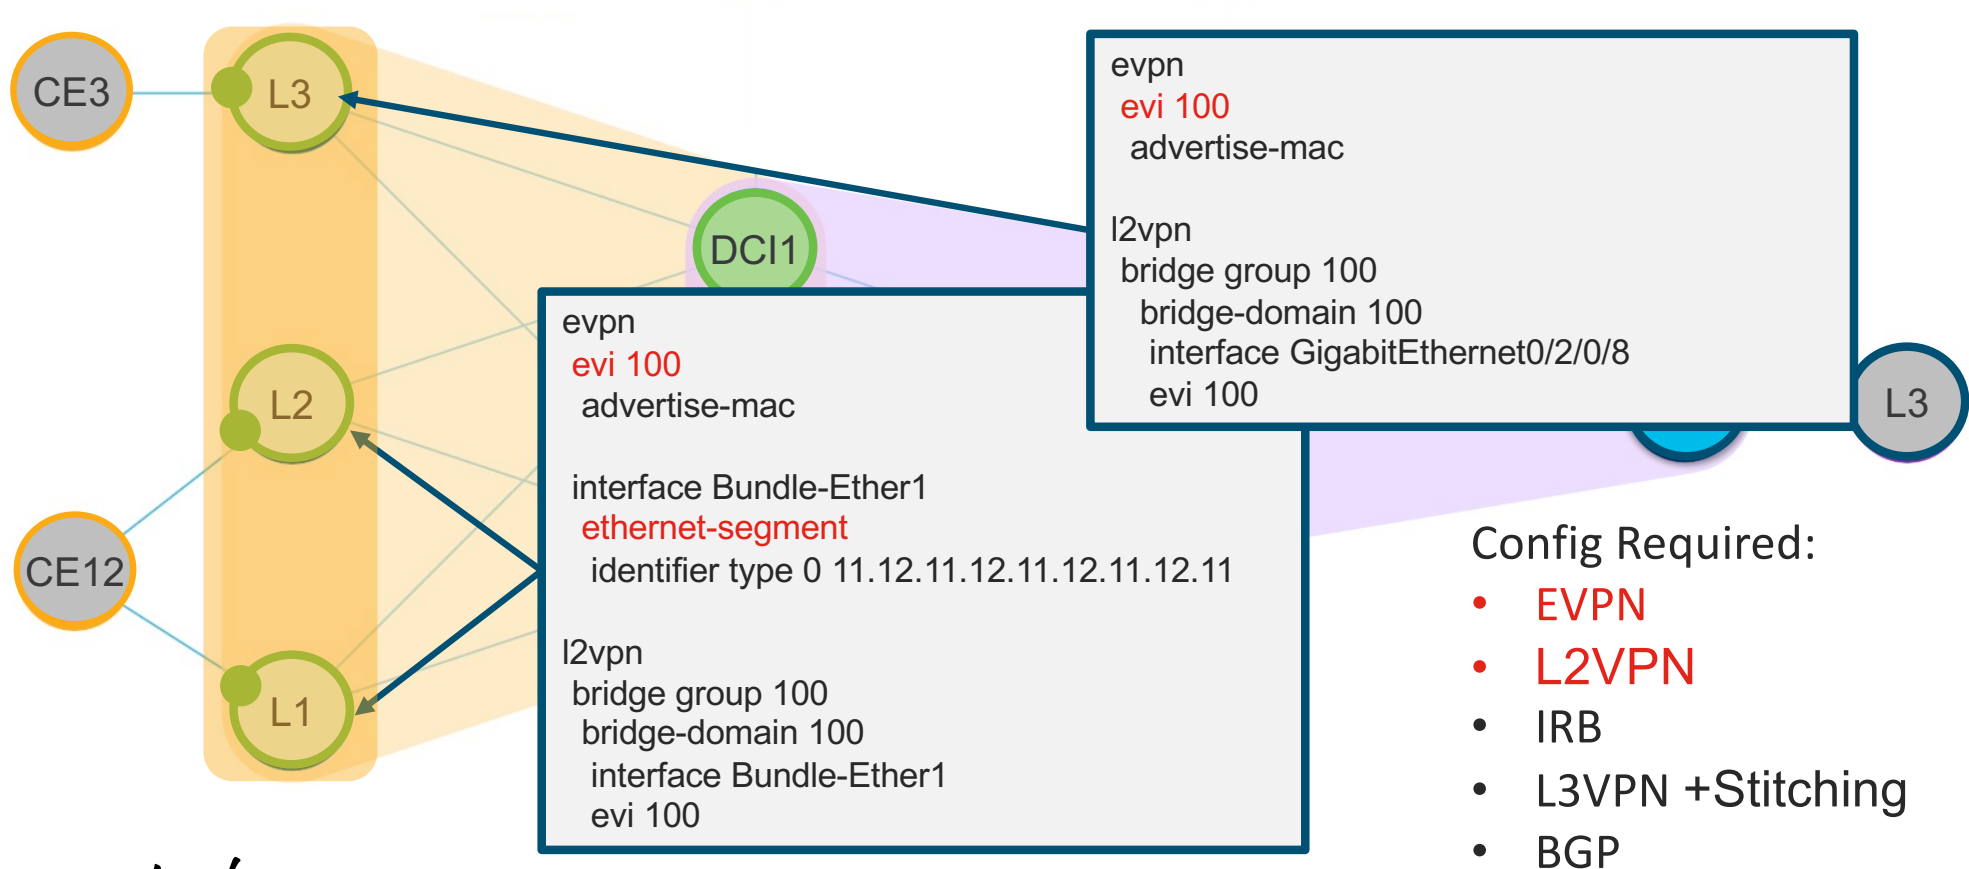 CE3
L3
L2
CE12
L1
DCI1
evpn
evi 100
advertise-mac
l2vpn
bridge group 100
bridge-domain 100
interface GigabitEthernet0/2/0/8
evi 100
evpn
evi 100
advertise-mac
interface Bundle-Ether1
ethernet-segment
identifier type 0 11.12.11.12.11.12.11.12.11
l2vpn
bridge group 100
bridge-domain 100
interface Bundle-Ether1
evi 100
L3
Config Required:
• EVPN
• L2VPN
• IRB
• L3VPN +Stitching
• BGP